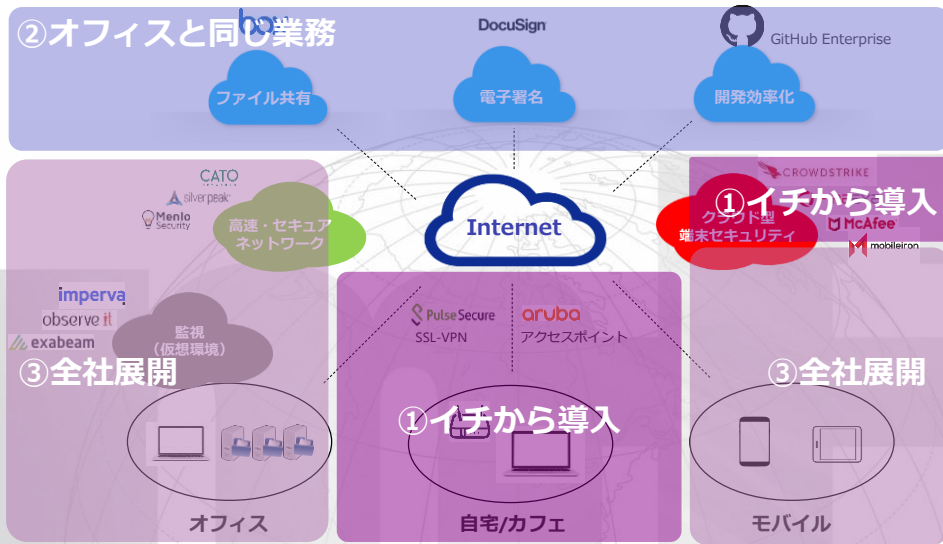 ②オフィスと同じ業務
box
DocuSign
GitHub Enterprise
ファイル共有
電子署名
開発効率化
CATO
silver peak
Menlo
Security
高速・セキュア
ネットワーク
Internet
CROWDSTRIKE
①イチから導入
クラウド型
端末セキュリティ
McAfee
mobileiron
imperva
observe it
exabeam
監視
(仮想環境)
③全社展開
Pulse Secure
SSL-VPN
aruba
アクセスポイント
①イチから導入
③全社展開
オフィス
自宅/カフェ
モバイル